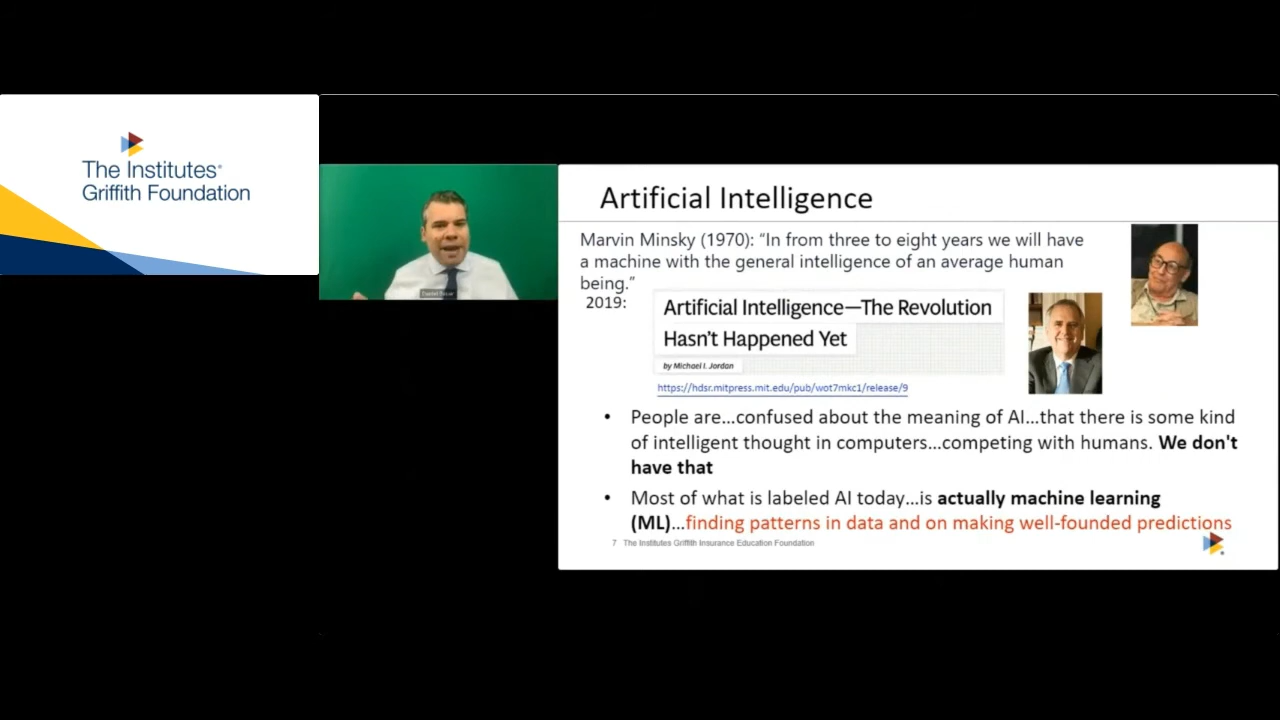 The Institutes®
Griffith Foundation
Artificial Intelligence
Marvin Minsky (1970): “In from three to eight years we will have
a machine with the general intelligence of an average human
being.”
2019:
Artificial Intelligence—The Revolution
Hasn’t Happened Yet
by Michael I. Jordan
https://hdsr.mitpress.mit.edu/pub/wot7mkc1/release/9
• People are...confused about the meaning of AI...that there is some kind
of intelligent thought in computers...competing with humans. We don't
have that
• Most of what is labeled AI today...is actually machine learning
(ML)...finding patterns in data and on making well-founded predictions
7 The Institutes Griffith Insurance Education Foundation